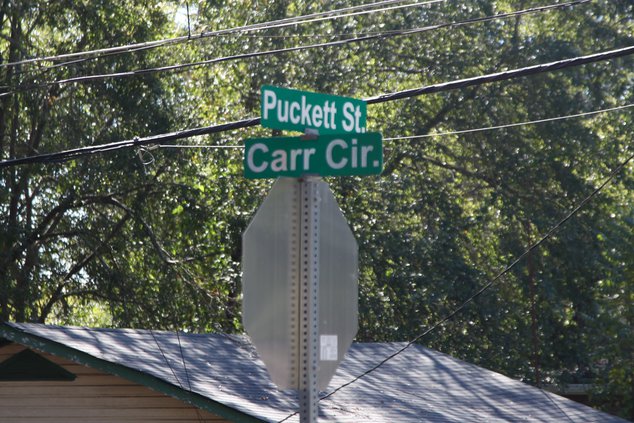 Puckett St.
Carr Cir.